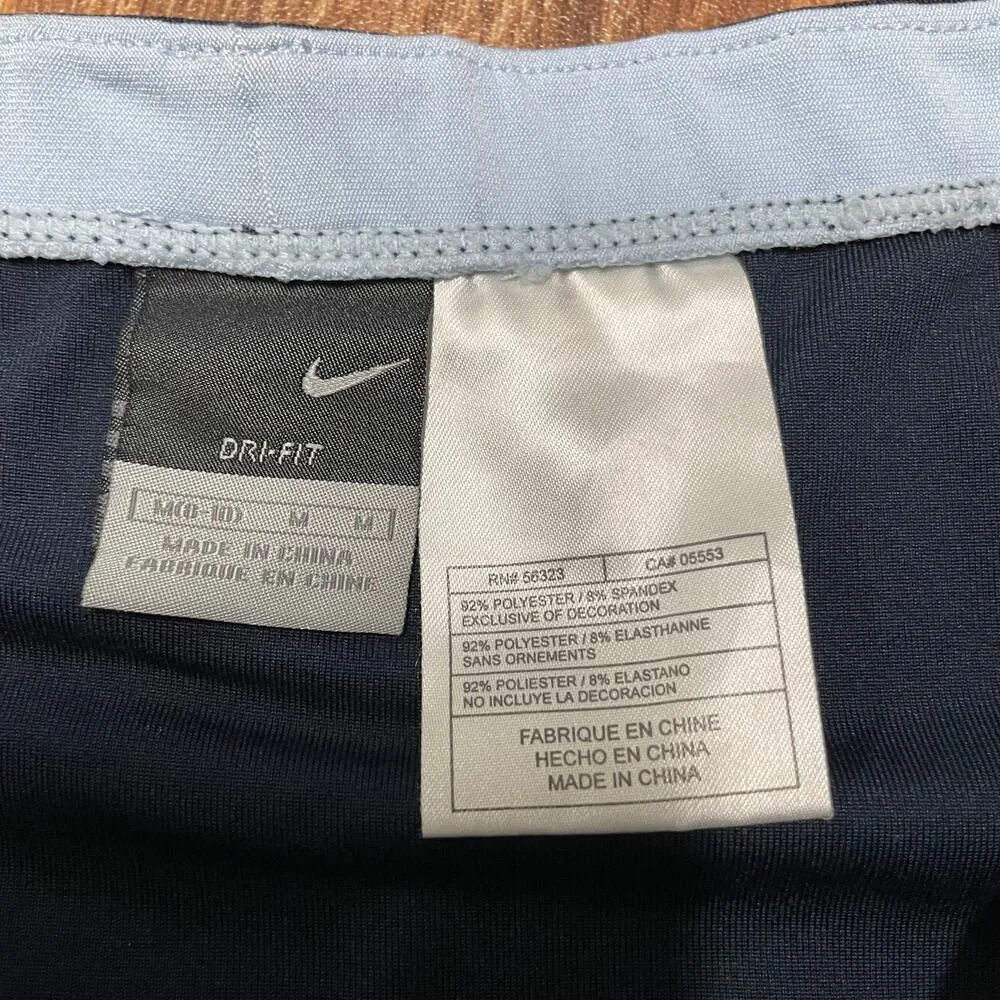 DRI-FIT
M(8-10) M M
MADE IN CHINA
FABRIQUE EN CHINE
RN# 56323 CA# 05553
92% POLYESTER / 8% SPANDEX
EXCLUSIVE OF DECORATION
92% POLYESTER / 8% ELASTHANNE
SANS ORNEMENTS
92% POLIESTER / 8% ELASTANO
NO INCLUYE LA DECORACION
FABRIQUE EN CHINE
HECHO EN CHINA
MADE IN CHINA